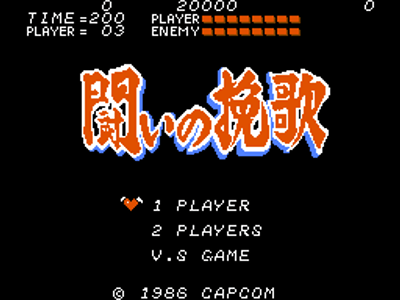 0 20000 0
TIME=200 PLAYER
PLAYER= 03 ENEMY
闘いの挽歌
1 PLAYER
2 PLAYERS
V.S GAME
© 1986 CAPCOM